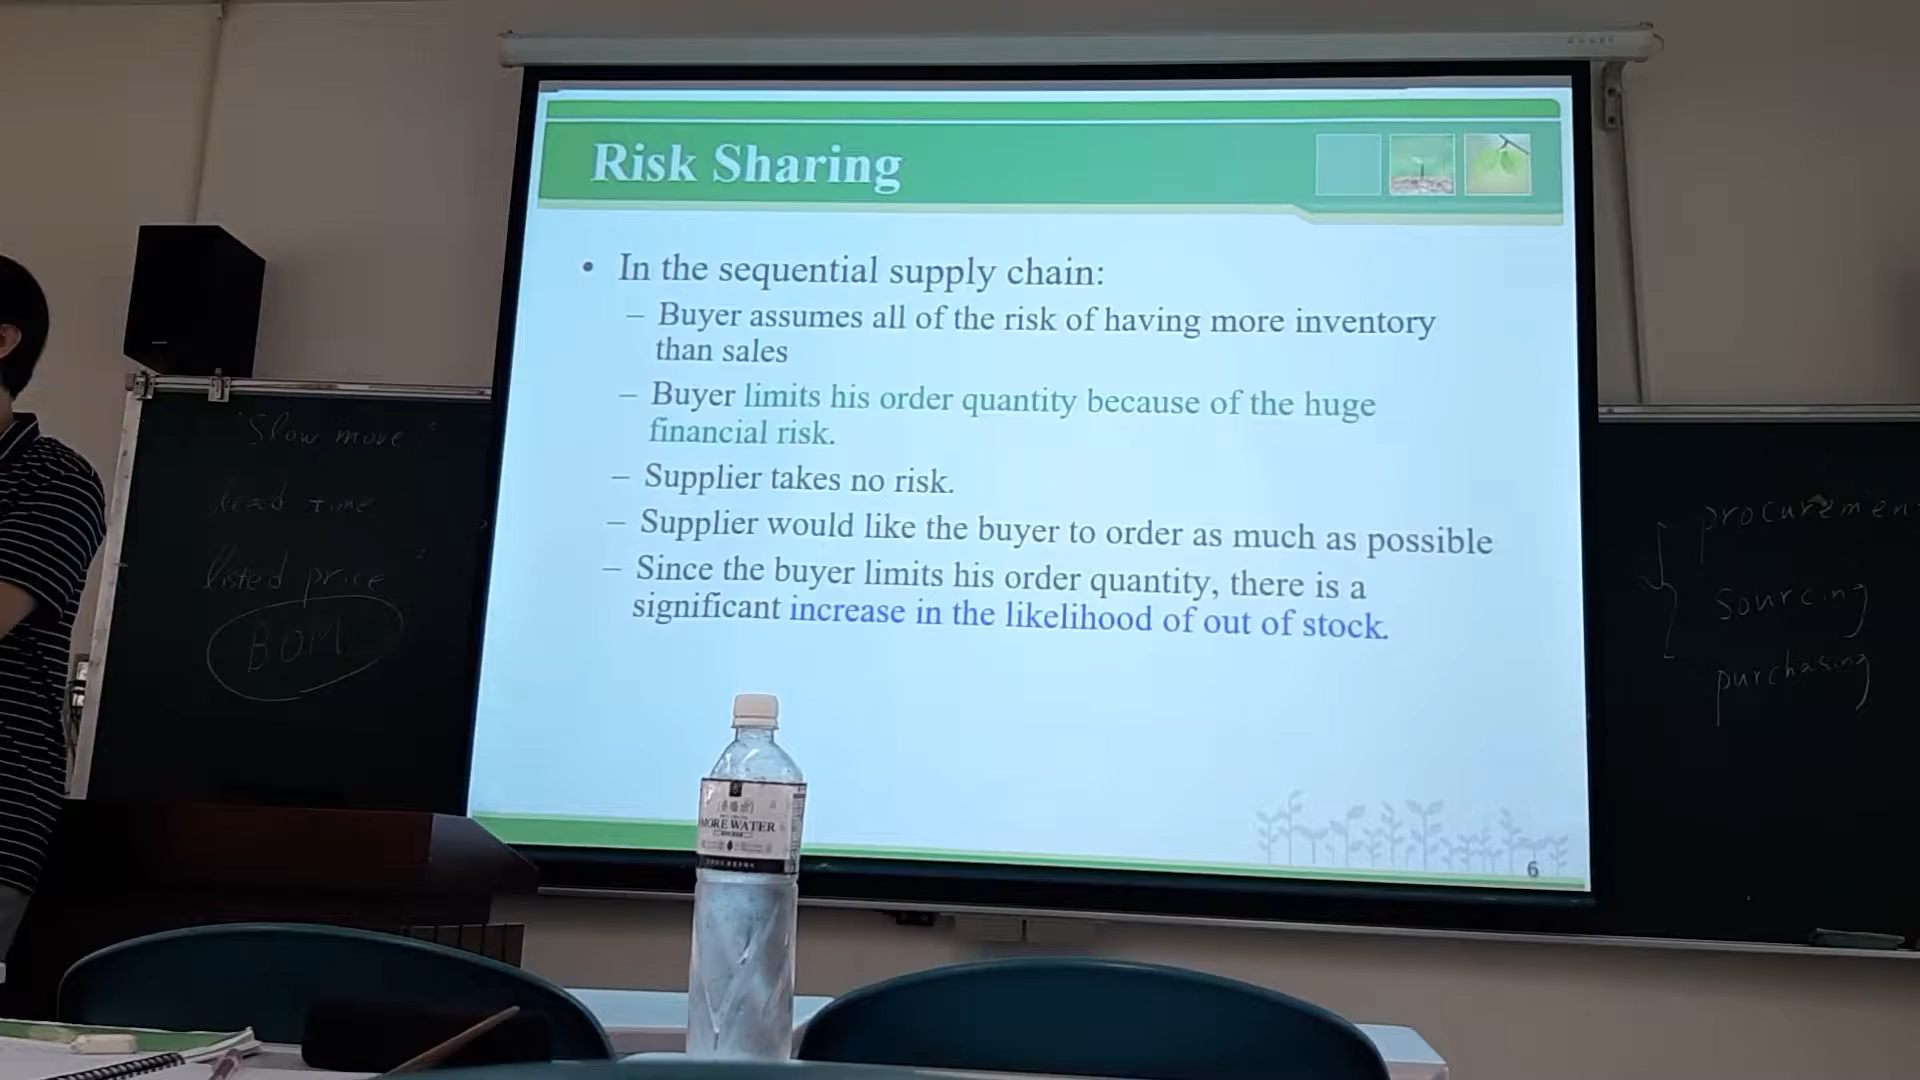 Risk Sharing
• In the sequential supply chain:
– Buyer assumes all of the risk of having more inventory
than sales
– Buyer limits his order quantity because of the huge
financial risk.
– Supplier takes no risk.
– Supplier would like the buyer to order as much as possible
– Since the buyer limits his order quantity, there is a
significant increase in the likelihood of out of stock.
6
"Slow move"
lead time
listed price
BOM
procuremen
sourcing
purchasing
MORE WATER